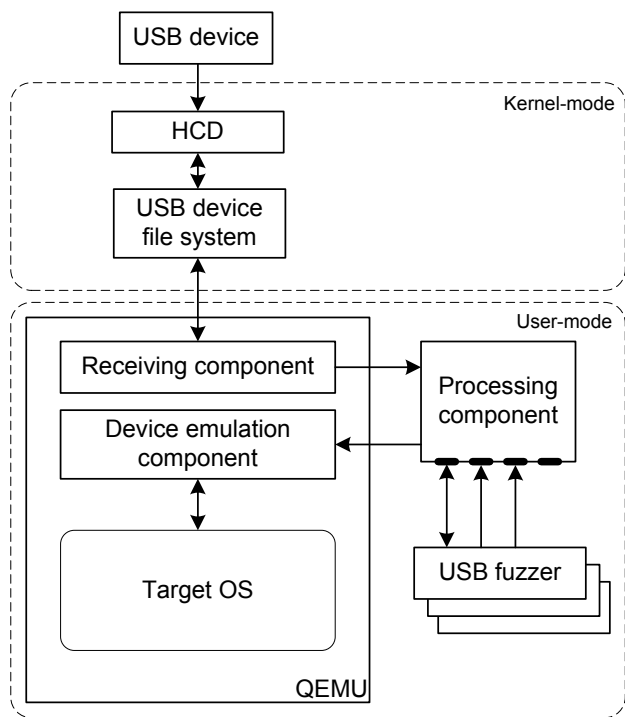 USB device
Kernel-mode
HCD
USB device
file system
User-mode
Receiving component
Processing
component
Device emulation
component
USB fuzzer
Target OS
QEMU